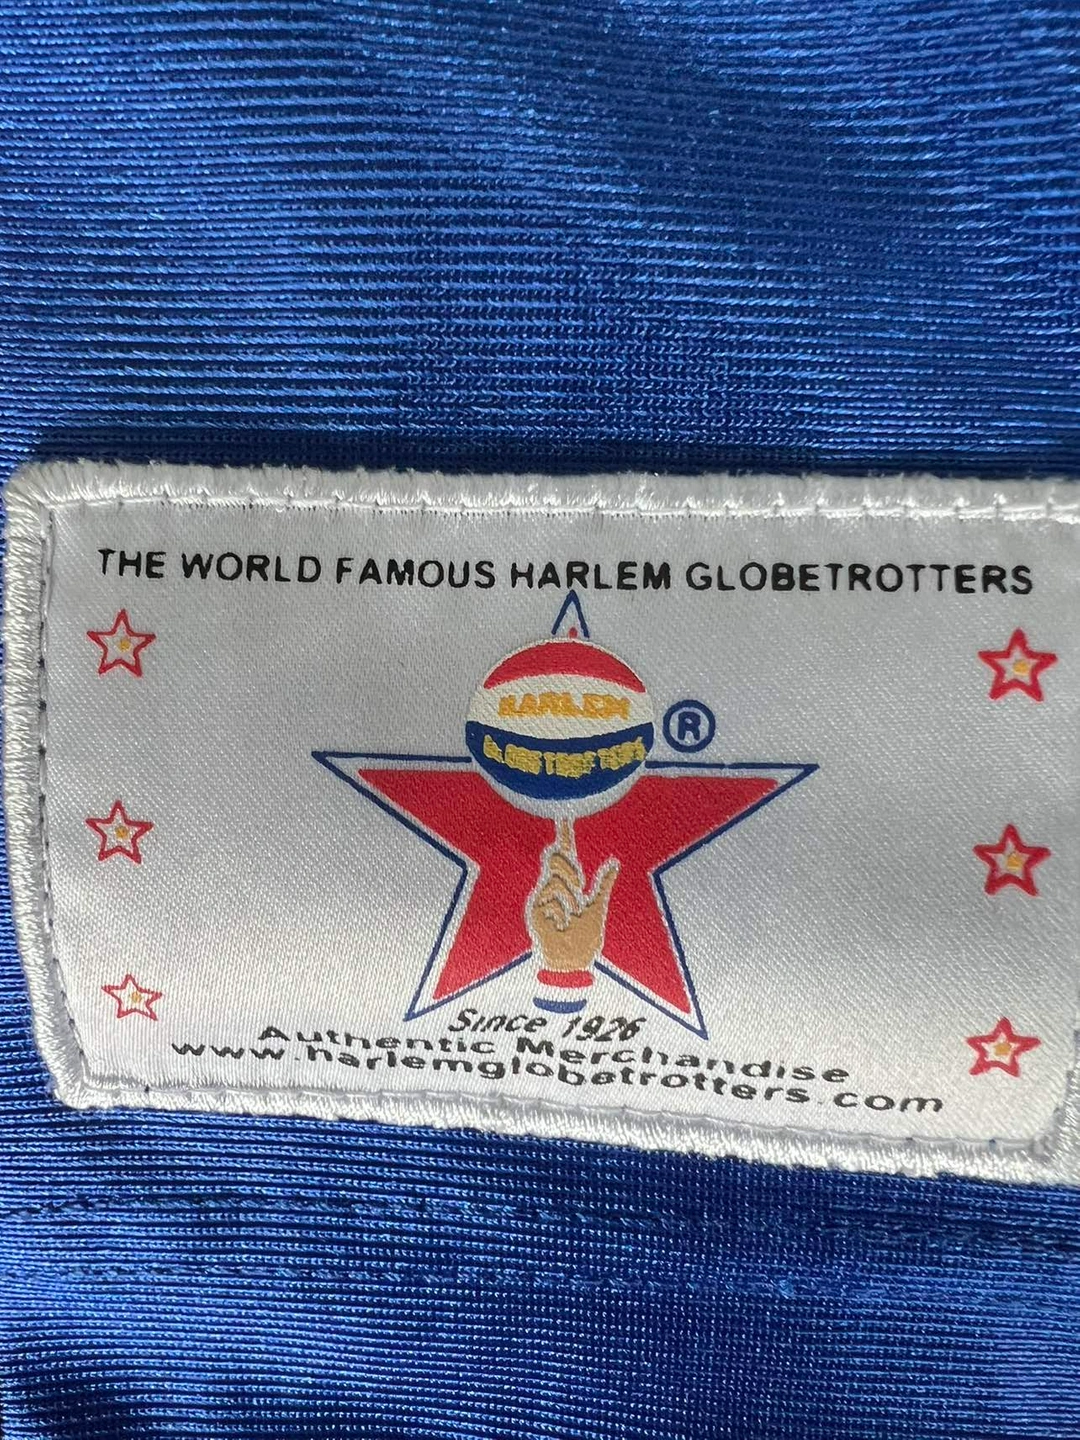 THE WORLD FAMOUS HARLEM GLOBETROTTERS
HARLEM
GLOBETROTTERS
®
Since 1926
Authentic Merchandise
www.harlemglobetrotters.com